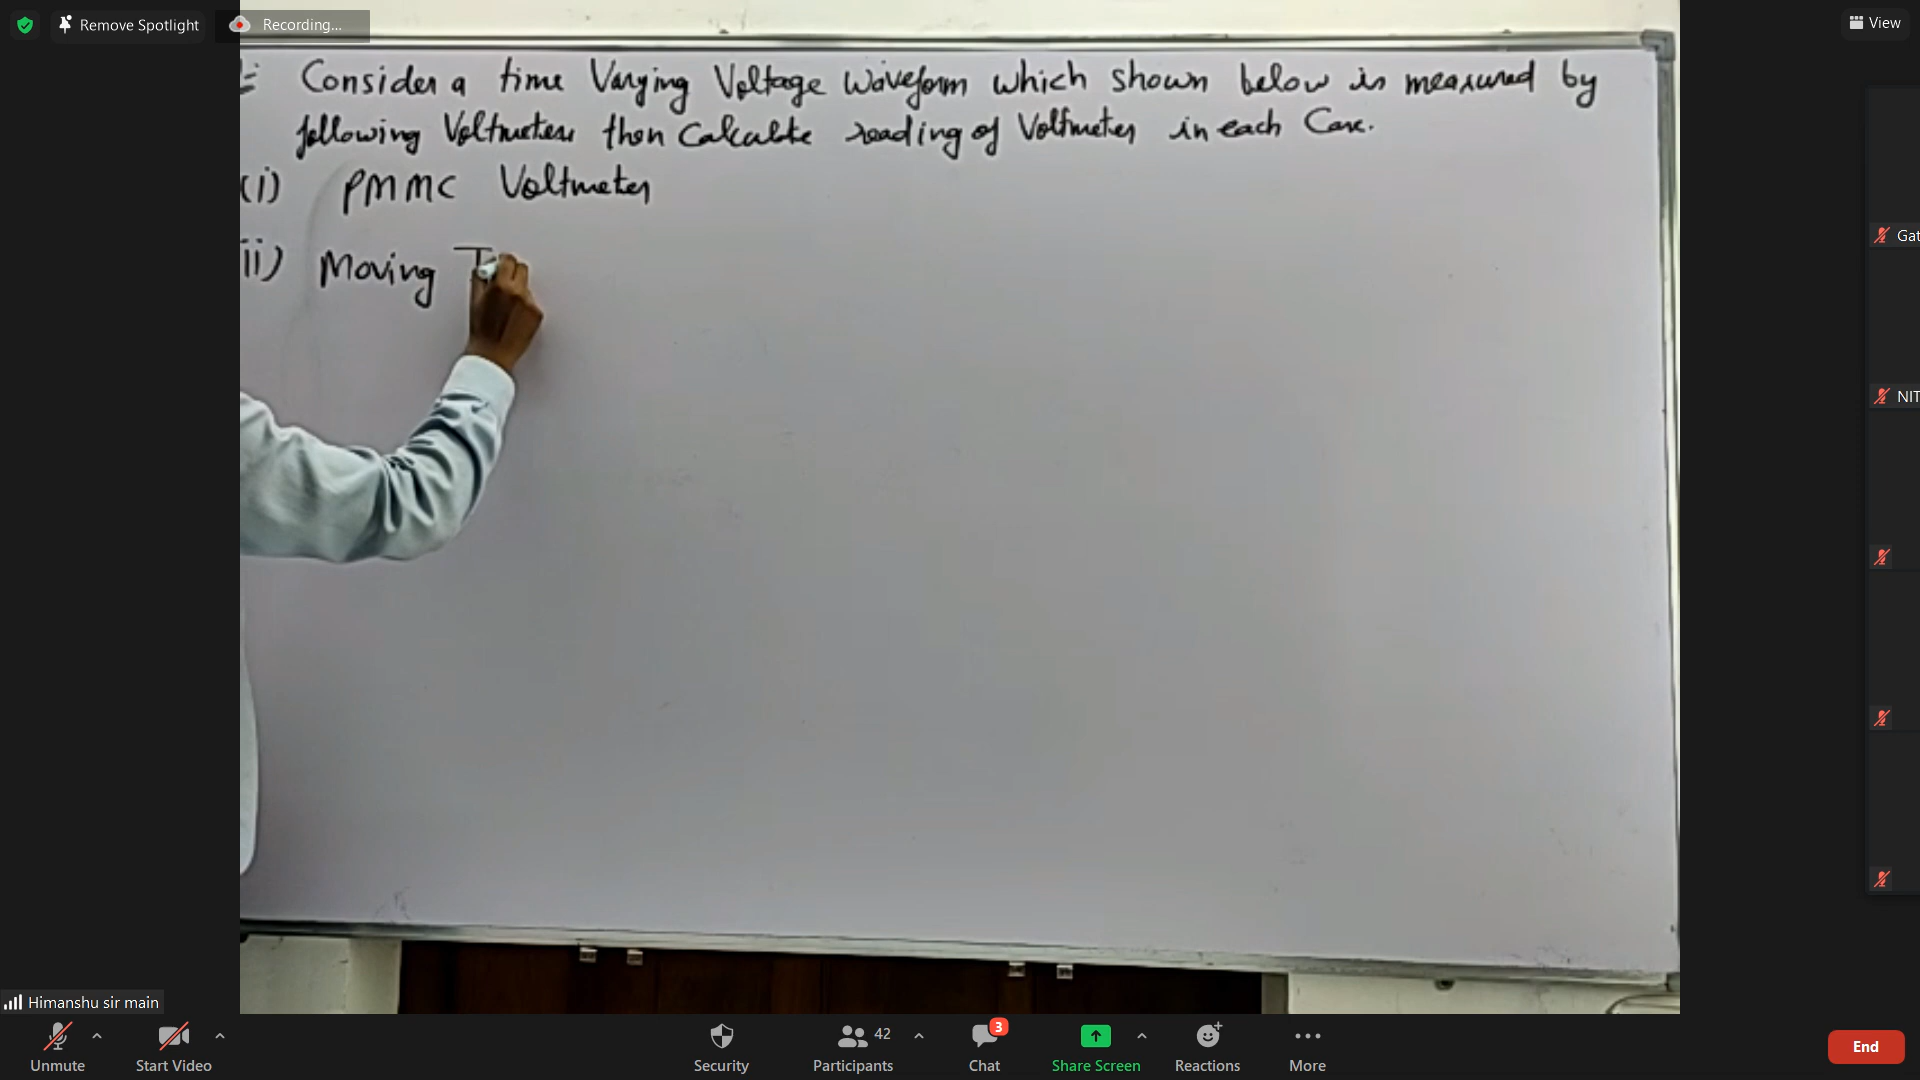 Remove Spotlight
Recording...
View
Consider a time Varying Voltage Waveform which shown below is measured by
following Voltmeters then Calculate reading of Voltmeter in each Case.
(i) PMMC Voltmeter
ii) Moving
Gat
NIT
Himanshu sir main
Unmute
Start Video
Security
Participants
42
Chat
3
Share Screen
Reactions
More
End